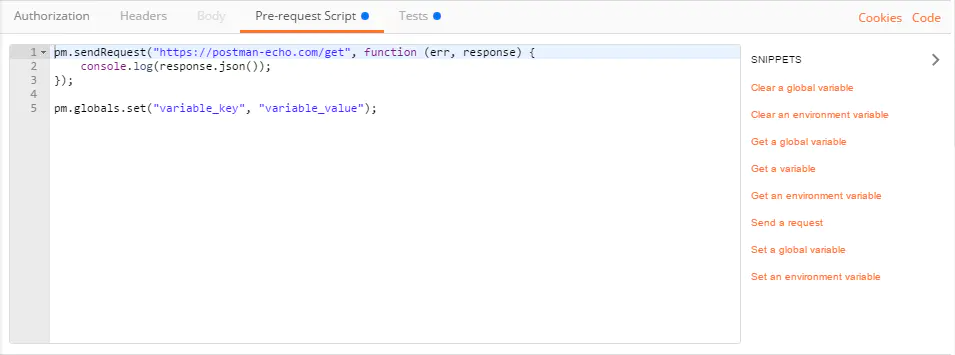 Authorization Headers Body Pre-request Script Tests Cookies Code
1 pm.sendRequest("https://postman-echo.com/get", function (err, response) {
2     console.log(response.json());
3 });
4
5 pm.globals.set("variable_key", "variable_value");
SNIPPETS
Clear a global variable
Clear an environment variable
Get a global variable
Get a variable
Get an environment variable
Send a request
Set a global variable
Set an environment variable